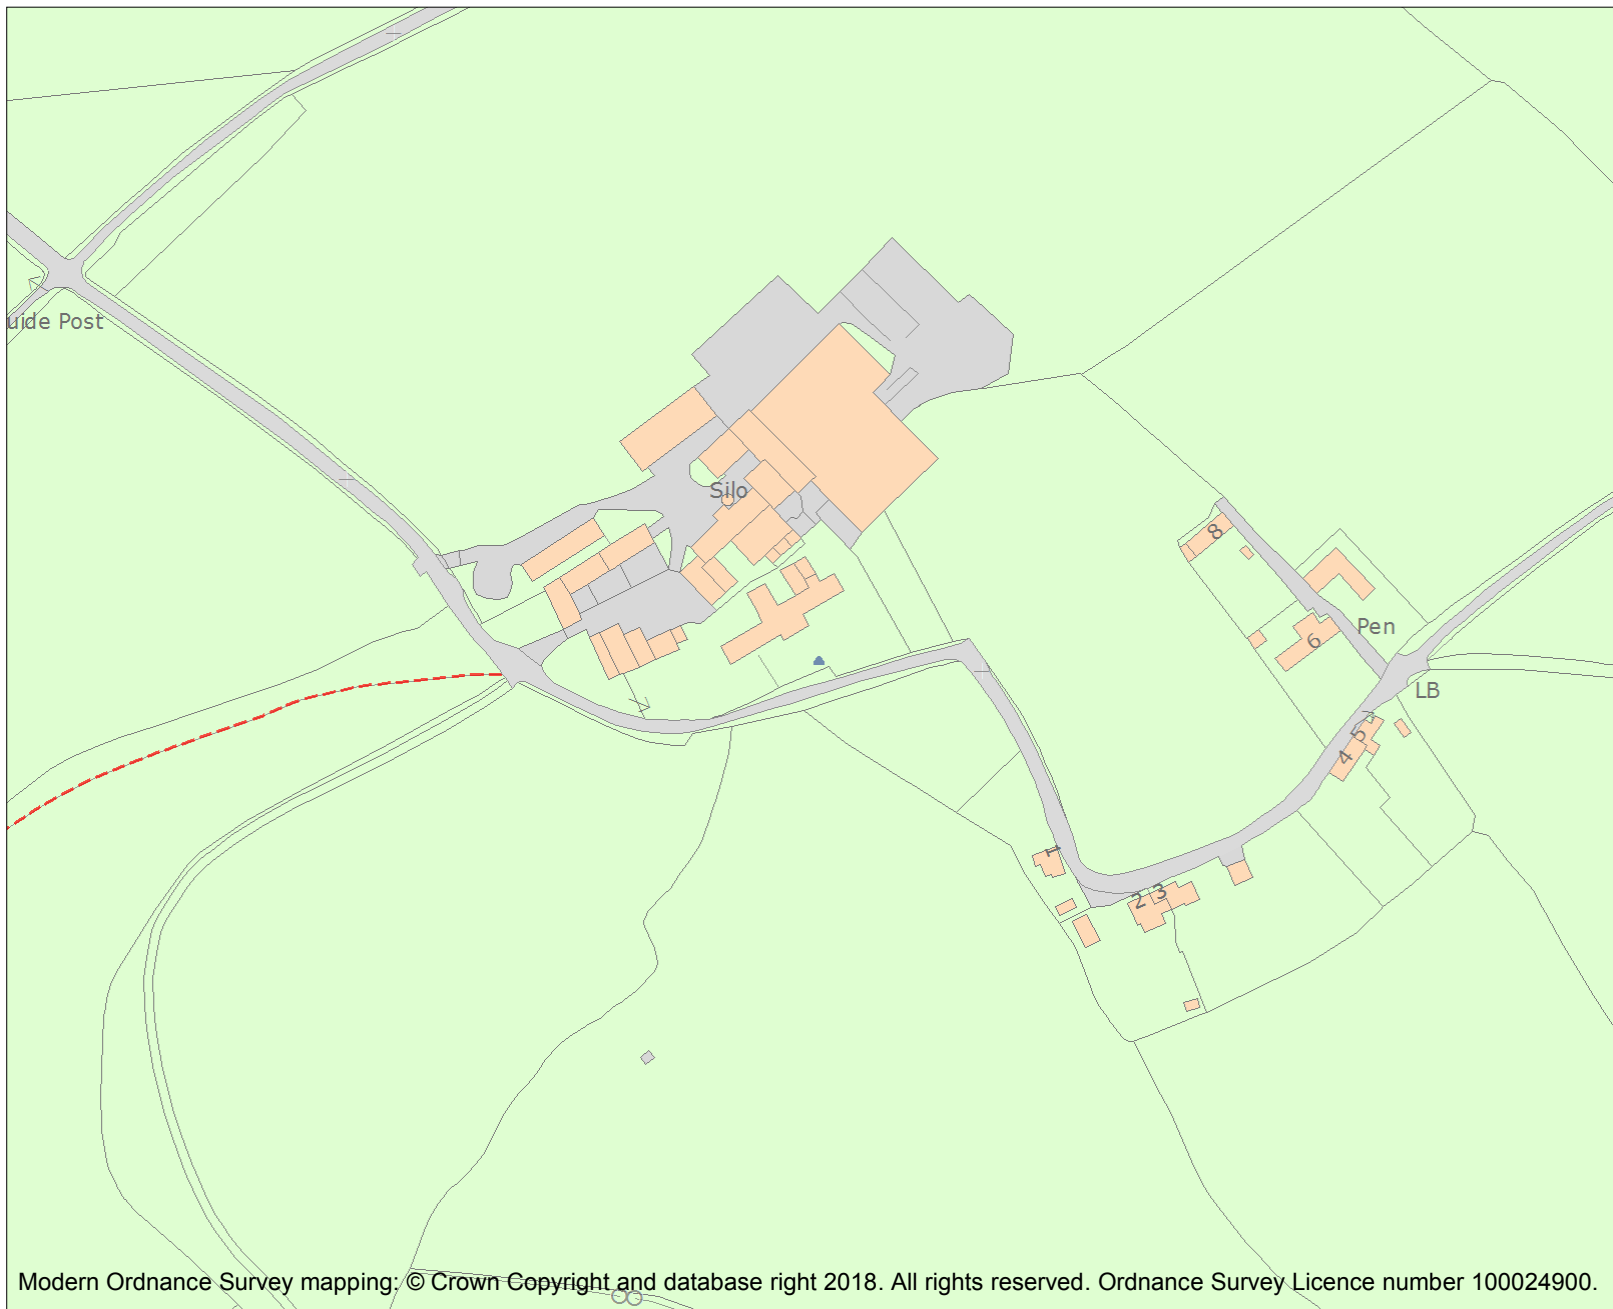 uide Post
Silo
8
Pen
6
LB
5
4
1
2 3
Modern Ordnance Survey mapping: © Crown Copyright and database right 2018. All rights reserved. Ordnance Survey Licence number 100024900.